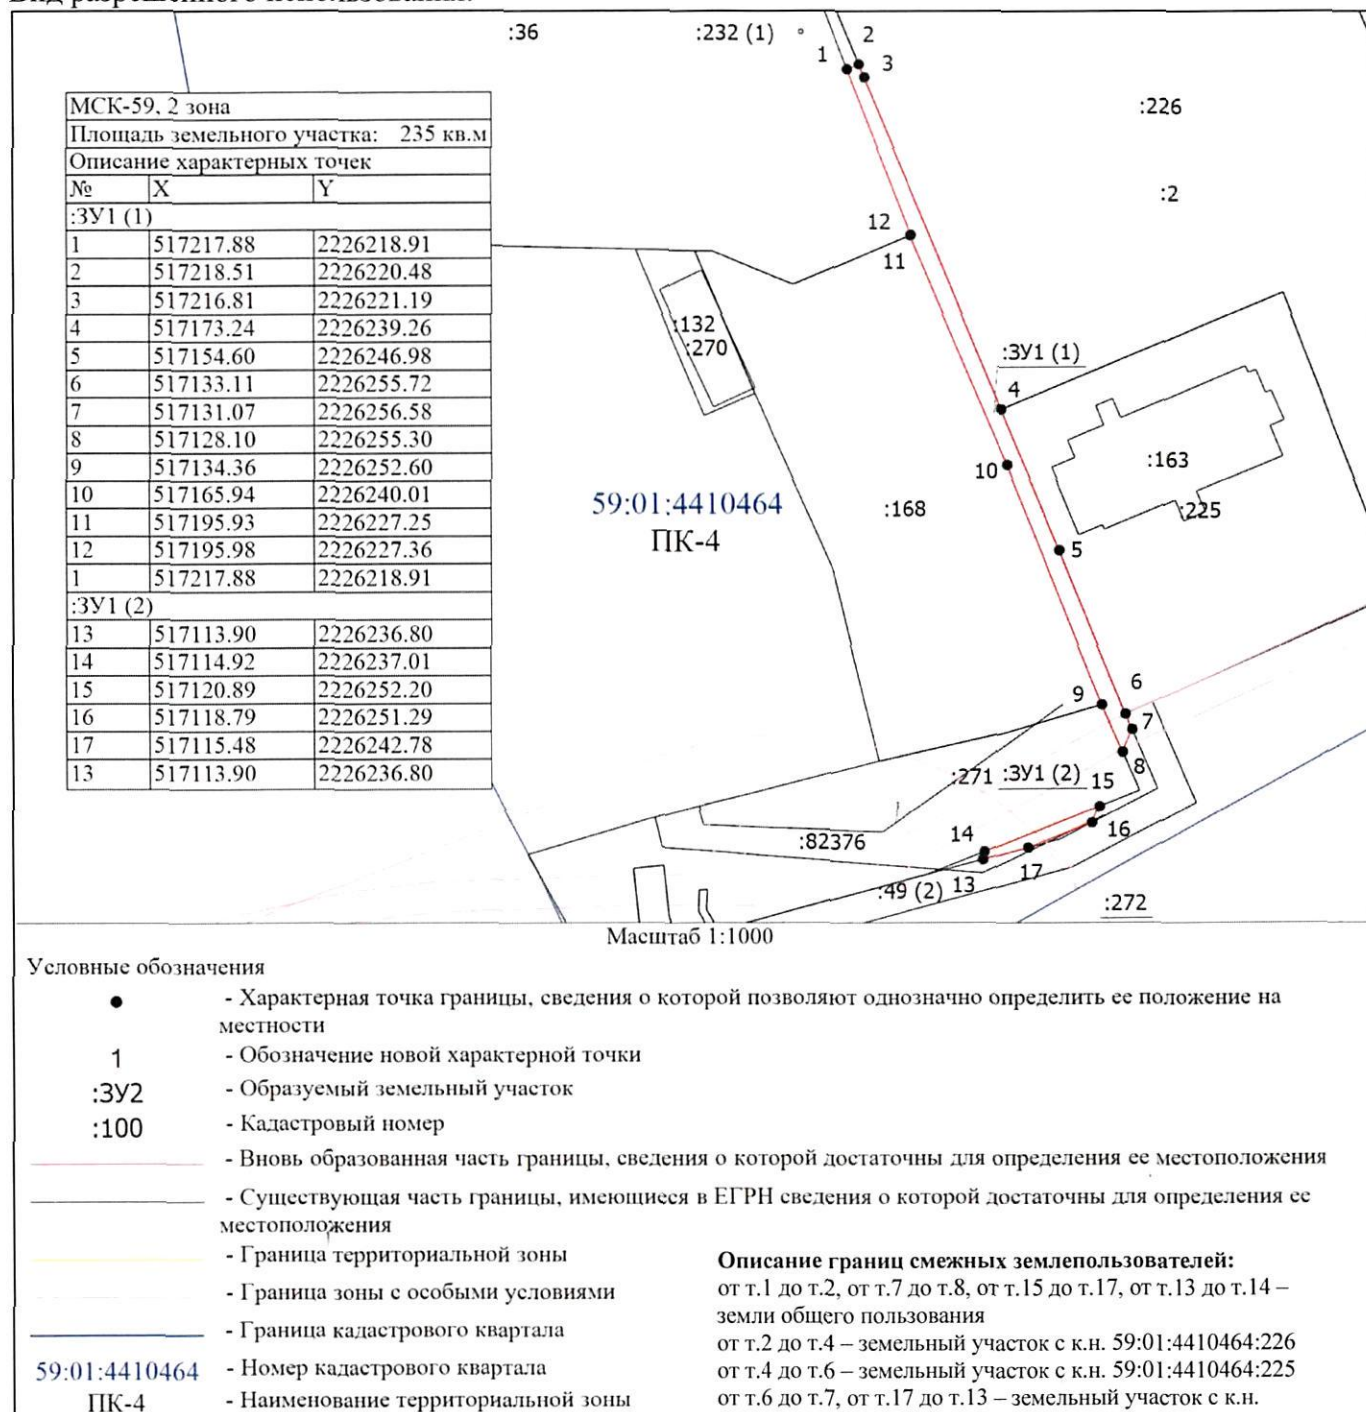 Вид разрешенного использования:
:36
:232 (1)
1
2
3
:226
:2
МСК-59, 2 зона
Площадь земельного участка: 235 кв.м
Описание характерных точек
№ X Y
:ЗУ1 (1)
1 517217.88 2226218.91
2 517218.51 2226220.48
3 517216.81 2226221.19
4 517173.24 2226239.26
5 517154.60 2226246.98
6 517133.11 2226255.72
7 517131.07 2226256.58
8 517128.10 2226255.30
9 517134.36 2226252.60
10 517165.94 2226240.01
11 517195.93 2226227.25
12 517195.98 2226227.36
1 517217.88 2226218.91
:ЗУ1 (2)
13 517113.90 2226236.80
14 517114.92 2226237.01
15 517120.89 2226252.20
16 517118.79 2226251.29
17 517115.48 2226242.78
13 517113.90 2226236.80
12
11
:132
:270
:ЗУ1 (1)
4
10
:163
:225
59:01:4410464
ПК-4
:168
5
9
6
7
8
:271
:ЗУ1 (2)
15
14
16
:82376
17
13
:49 (2)
:272
Масштаб 1:1000
Условные обозначения
- Характерная точка границы, сведения о которой позволяют однозначно определить ее положение на
местности
1 - Обозначение новой характерной точки
:ЗУ2 - Образуемый земельный участок
:100 - Кадастровый номер
- Вновь образованная часть границы, сведения о которой достаточны для определения ее местоположения
- Существующая часть границы, имеющиеся в ЕГРН сведения о которой достаточны для определения ее
местоположения
- Граница территориальной зоны
- Граница зоны с особыми условиями
- Граница кадастрового квартала
59:01:4410464 - Номер кадастрового квартала
ПК-4 - Наименование территориальной зоны
Описание границ смежных землепользователей:
от т.1 до т.2, от т.7 до т.8, от т.15 до т.17, от т.13 до т.14 –
земли общего пользования
от т.2 до т.4 – земельный участок с к.н. 59:01:4410464:226
от т.4 до т.6 – земельный участок с к.н. 59:01:4410464:225
от т.6 до т.7, от т.17 до т.13 – земельный участок с к.н.